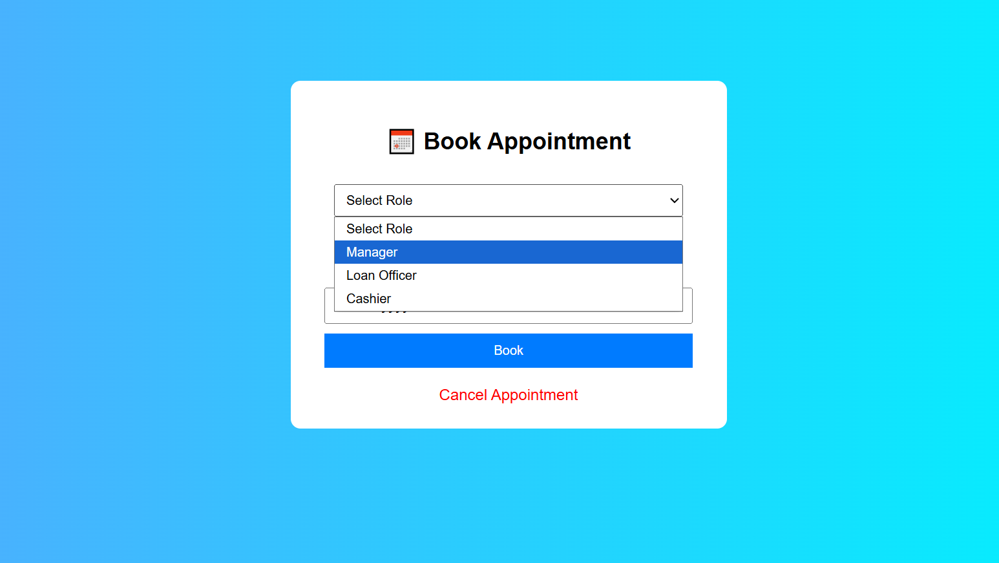 Book Appointment
Select Role
Select Role
Manager
Loan Officer
Cashier
Book
Cancel Appointment